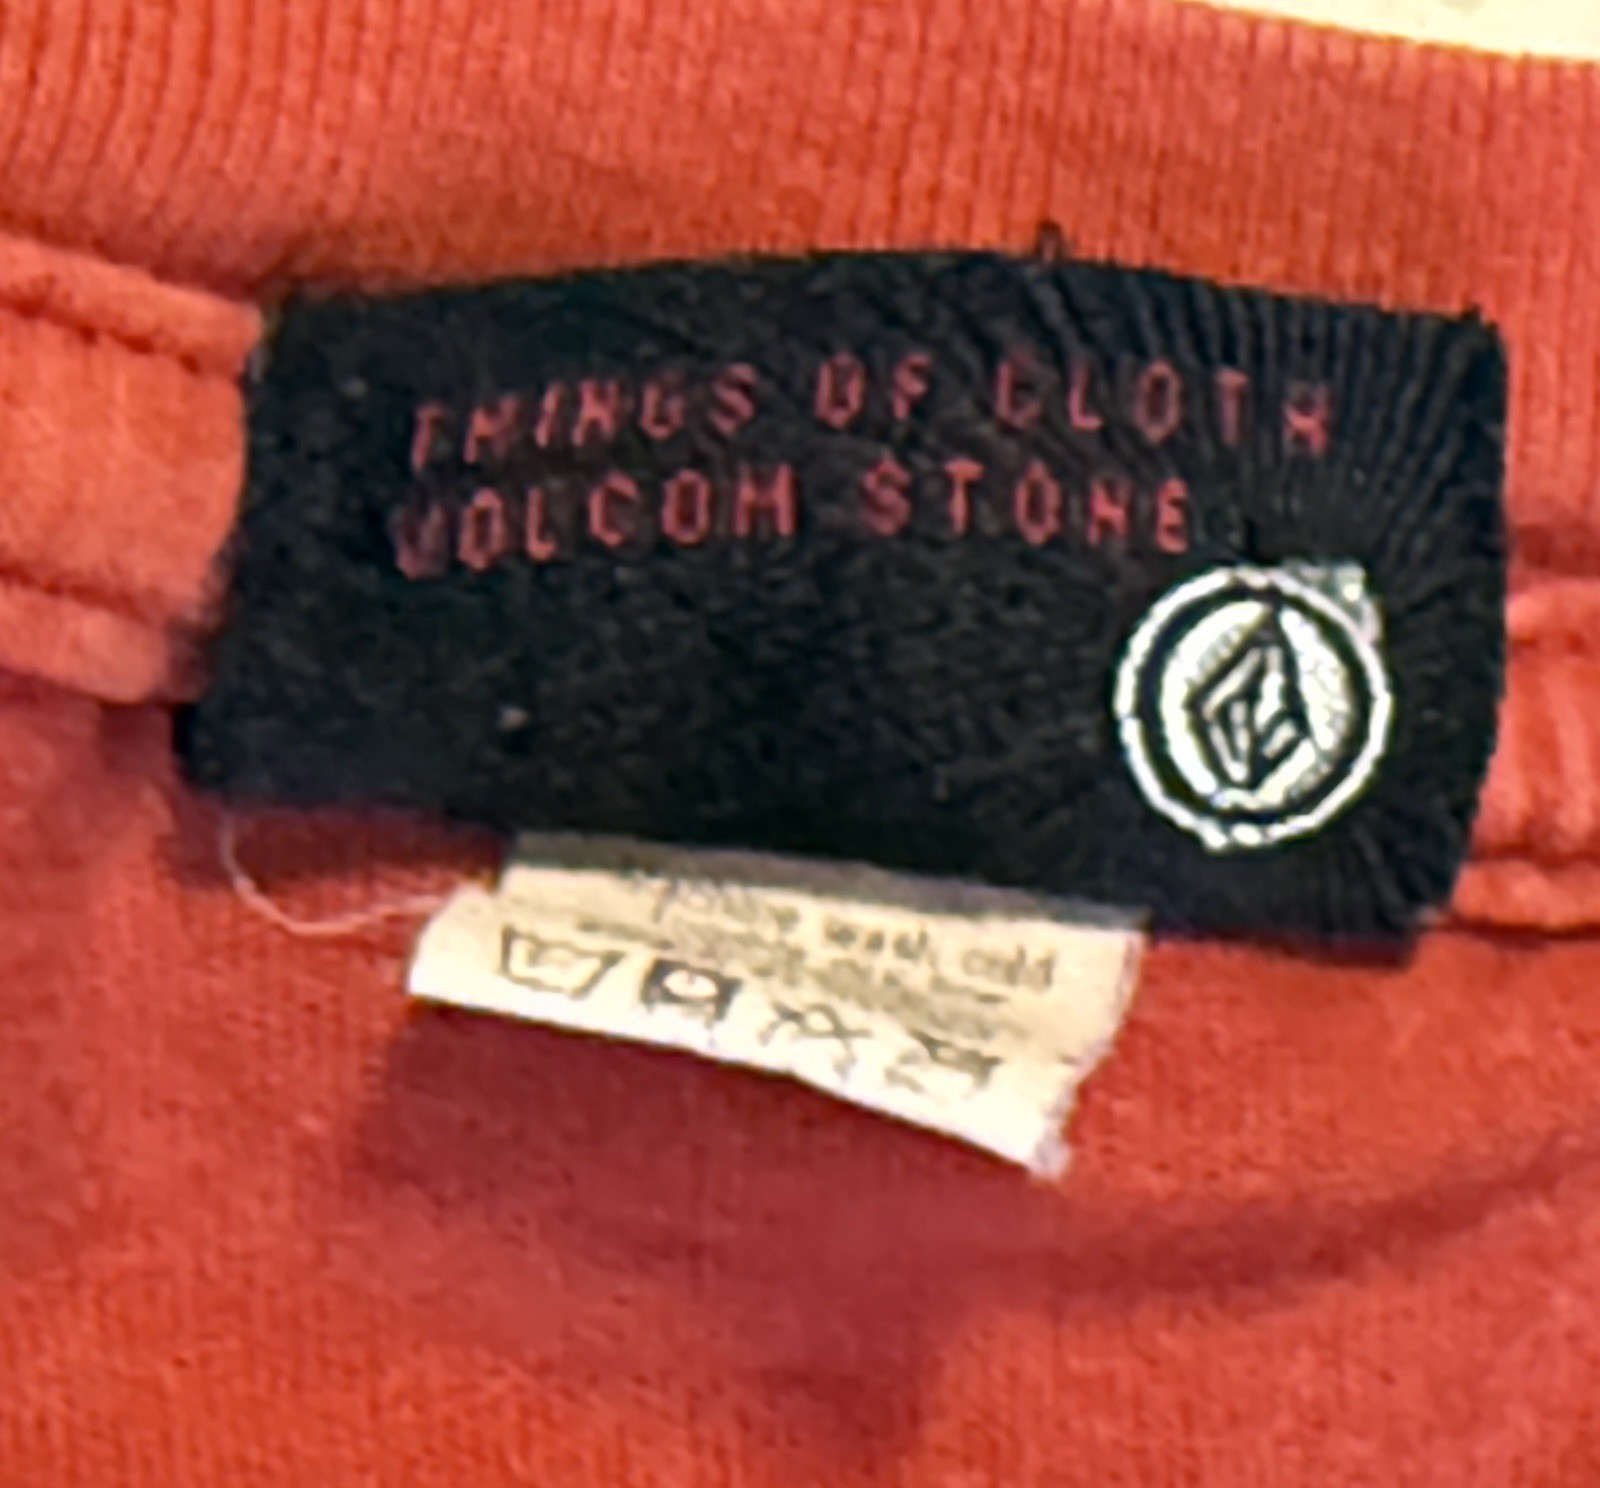 THINGS OF CLOTH
VOLCOM STONE
wash, cold